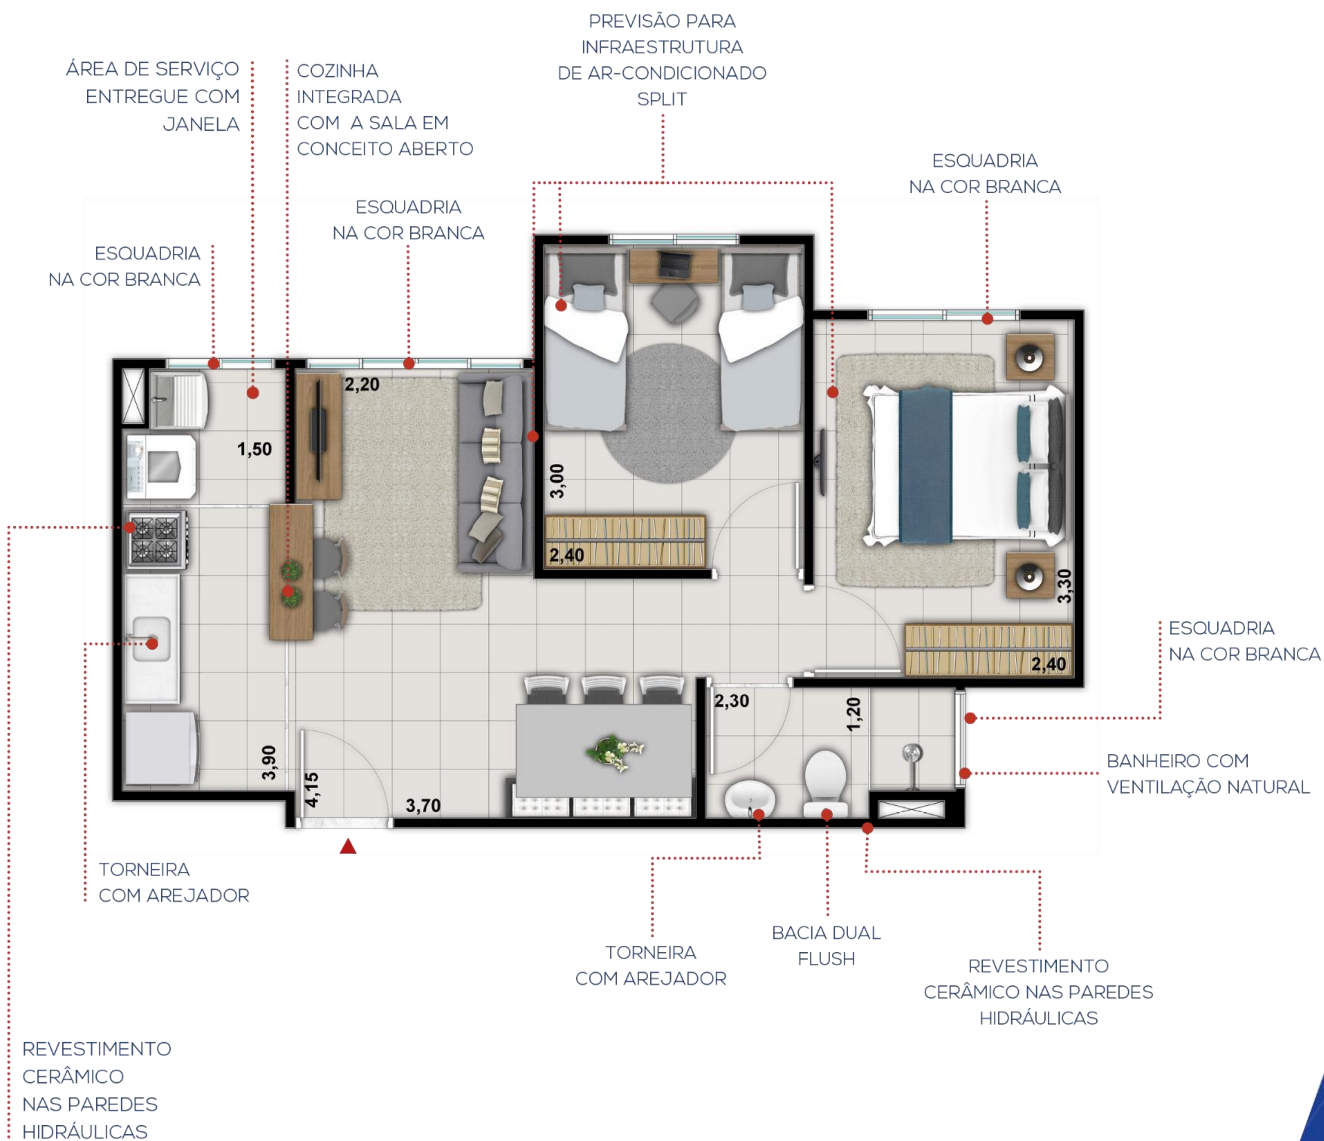 PREVISÃO PARA
INFRAESTRUTURA
DE AR-CONDICIONADO
SPLIT
ÁREA DE SERVIÇO
ENTREGUE COM
JANELA
COZINHA
INTEGRADA
COM A SALA EM
CONCEITO ABERTO
ESQUADRIA
NA COR BRANCA
ESQUADRIA
NA COR BRANCA
ESQUADRIA
NA COR BRANCA
2,20
1,50
3,00
2,40
3,30
2,40
2,30
1,20
3,90
4,15
3,70
ESQUADRIA
NA COR BRANCA
BANHEIRO COM
VENTILAÇÃO NATURAL
TORNEIRA
COM AREJADOR
TORNEIRA
COM AREJADOR
BACIA DUAL
FLUSH
REVESTIMENTO
CERÂMICO NAS PAREDES
HIDRÁULICAS
REVESTIMENTO
CERÂMICO
NAS PAREDES
HIDRÁULICAS